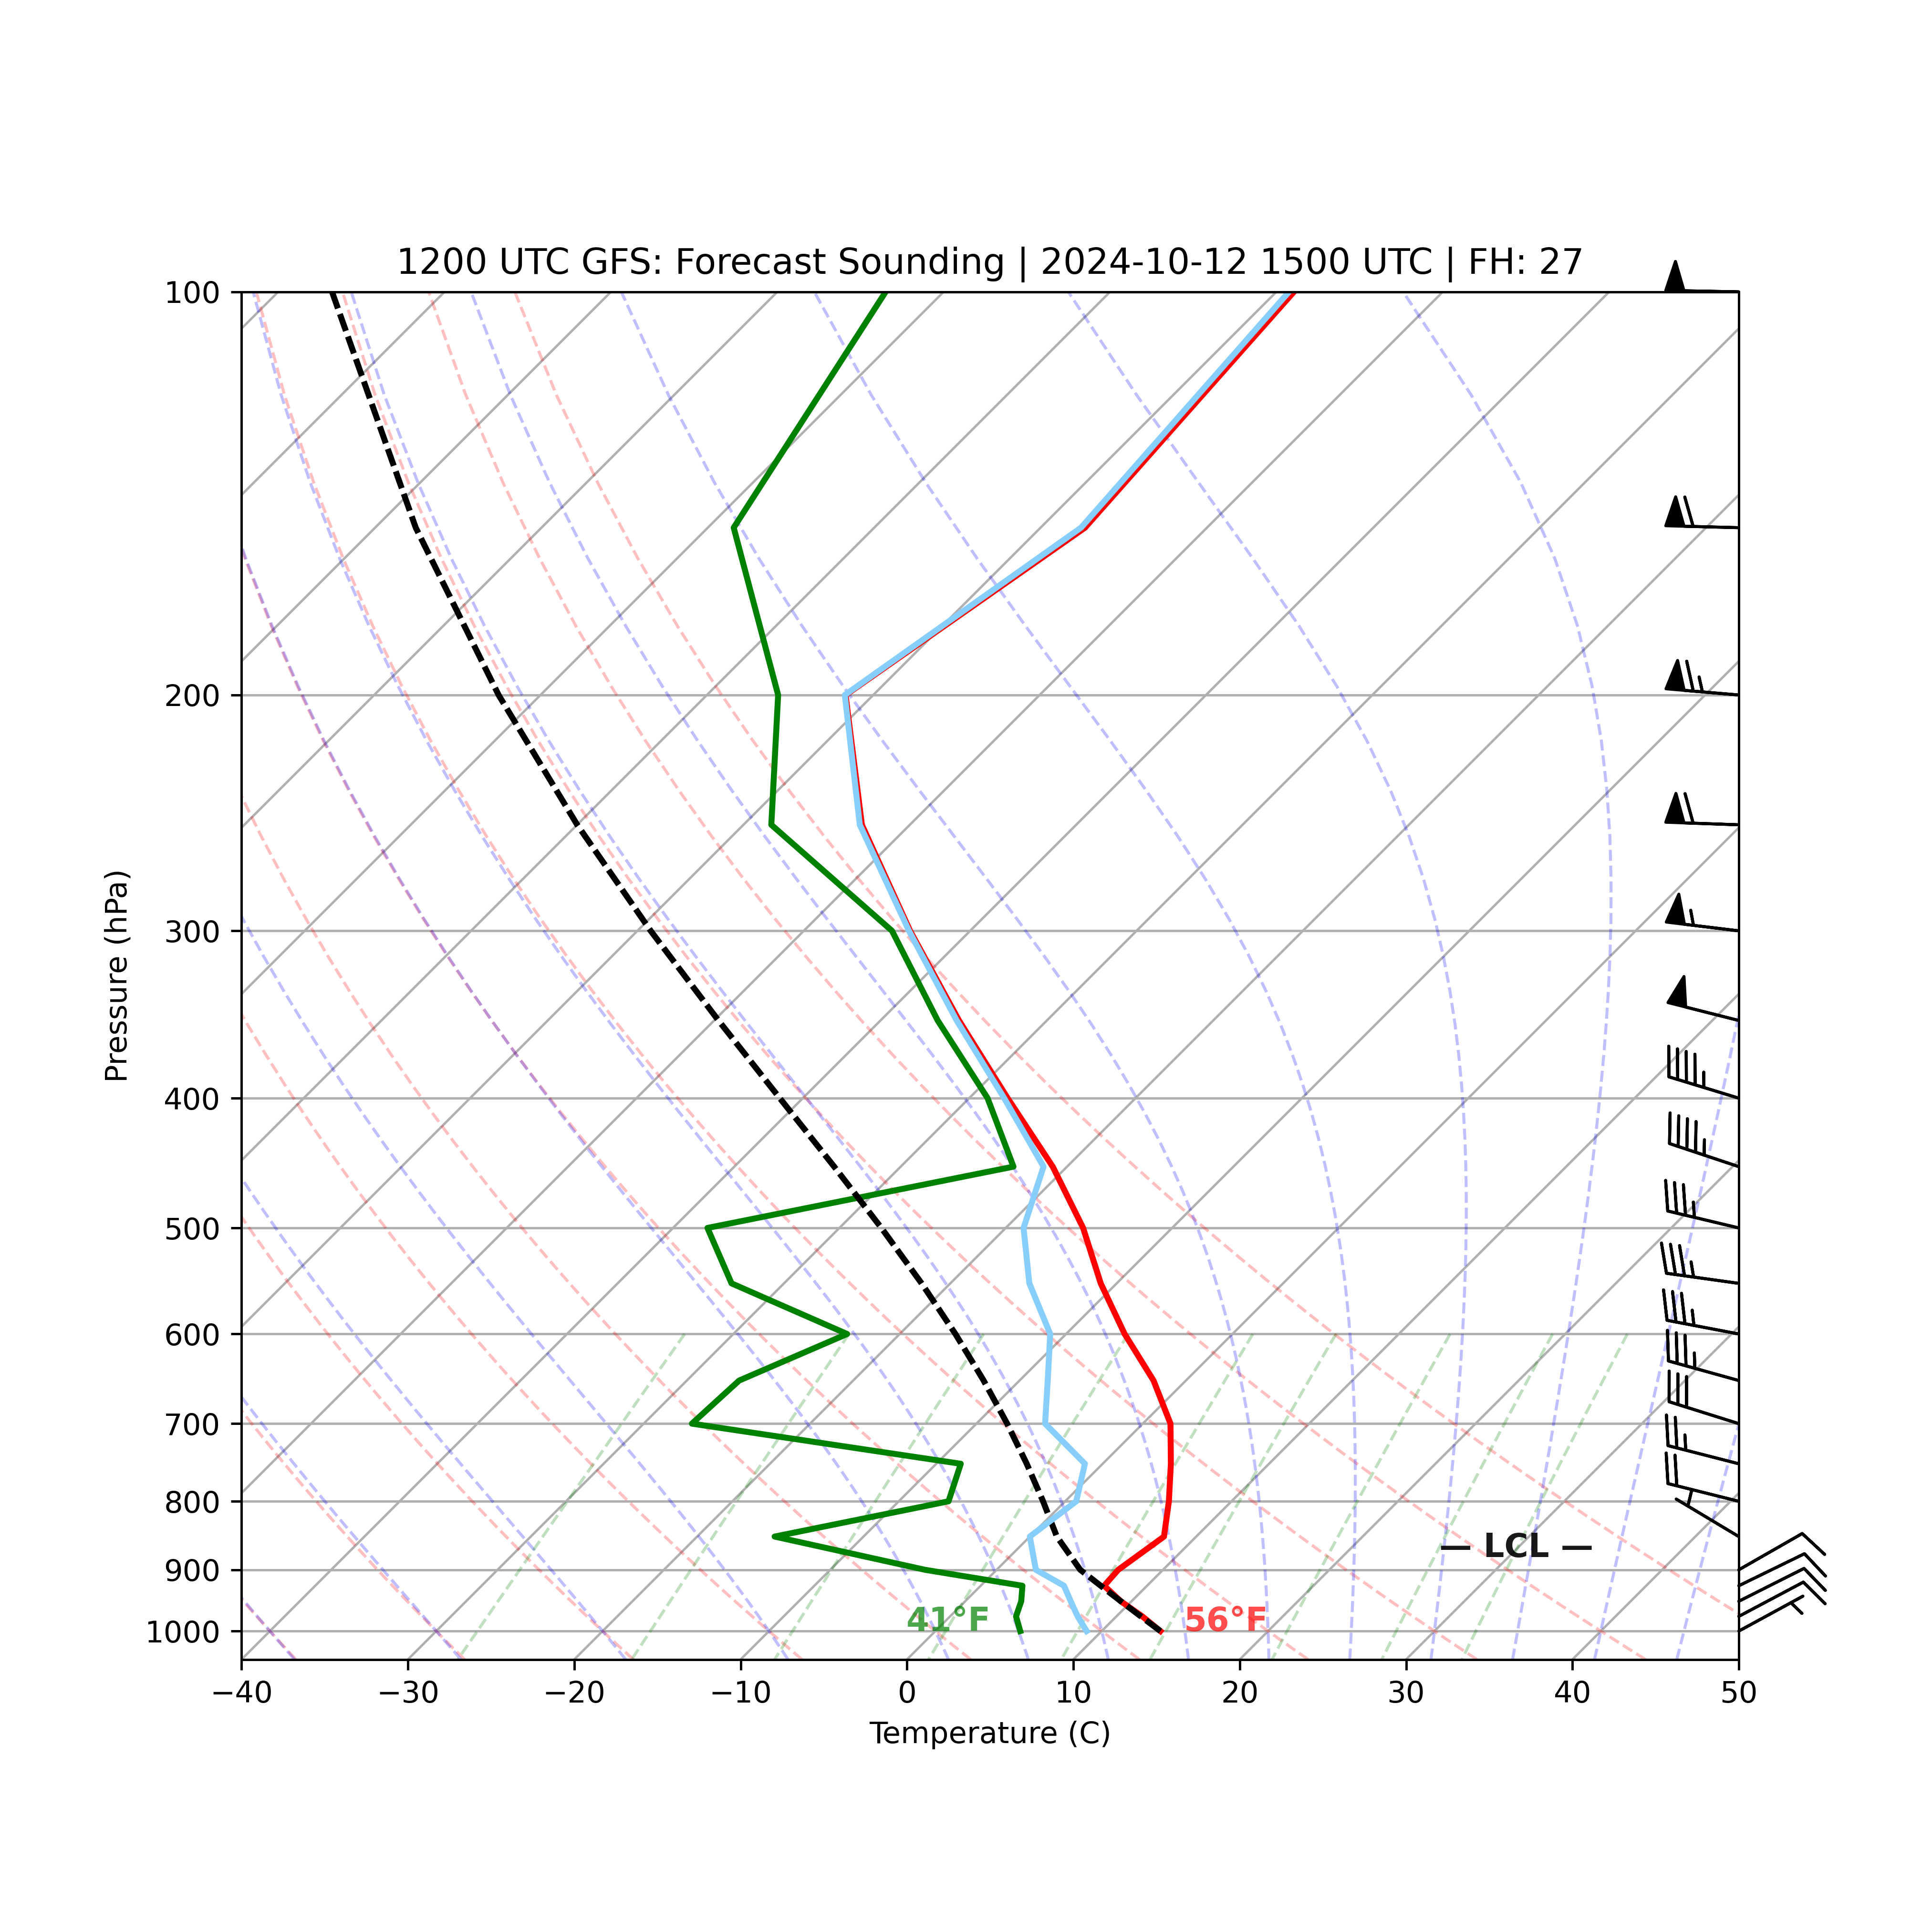 1200 UTC GFS: Forecast Sounding | 2024-10-12 1500 UTC | FH: 27
100
200
300
400
500
600
700
800
900
1000
Pressure (hPa)
— LCL —
41°F
56°F
−40 −30 −20 −10 0 10 20 30 40 50
Temperature (C)